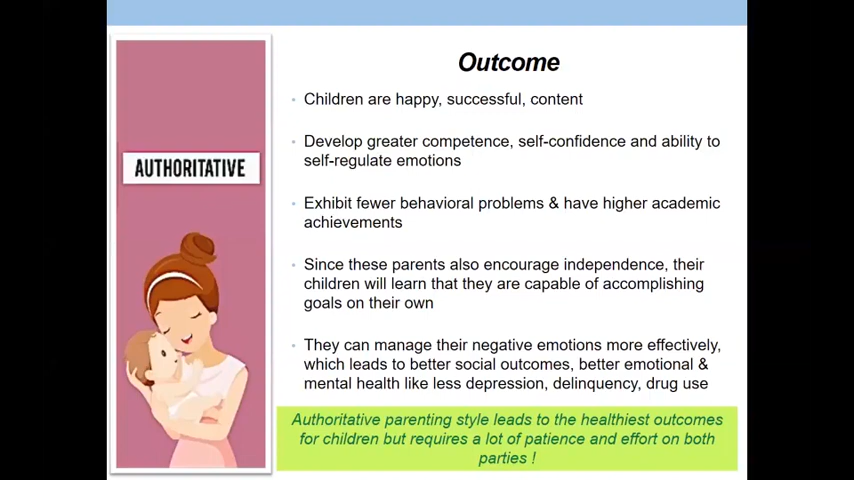 AUTHORITATIVE
Outcome
Children are happy, successful, content
Develop greater competence, self-confidence and ability to
self-regulate emotions
Exhibit fewer behavioral problems & have higher academic
achievements
Since these parents also encourage independence, their
children will learn that they are capable of accomplishing
goals on their own
They can manage their negative emotions more effectively,
which leads to better social outcomes, better emotional &
mental health like less depression, delinquency, drug use
Authoritative parenting style leads to the healthiest outcomes
for children but requires a lot of patience and effort on both
parties !